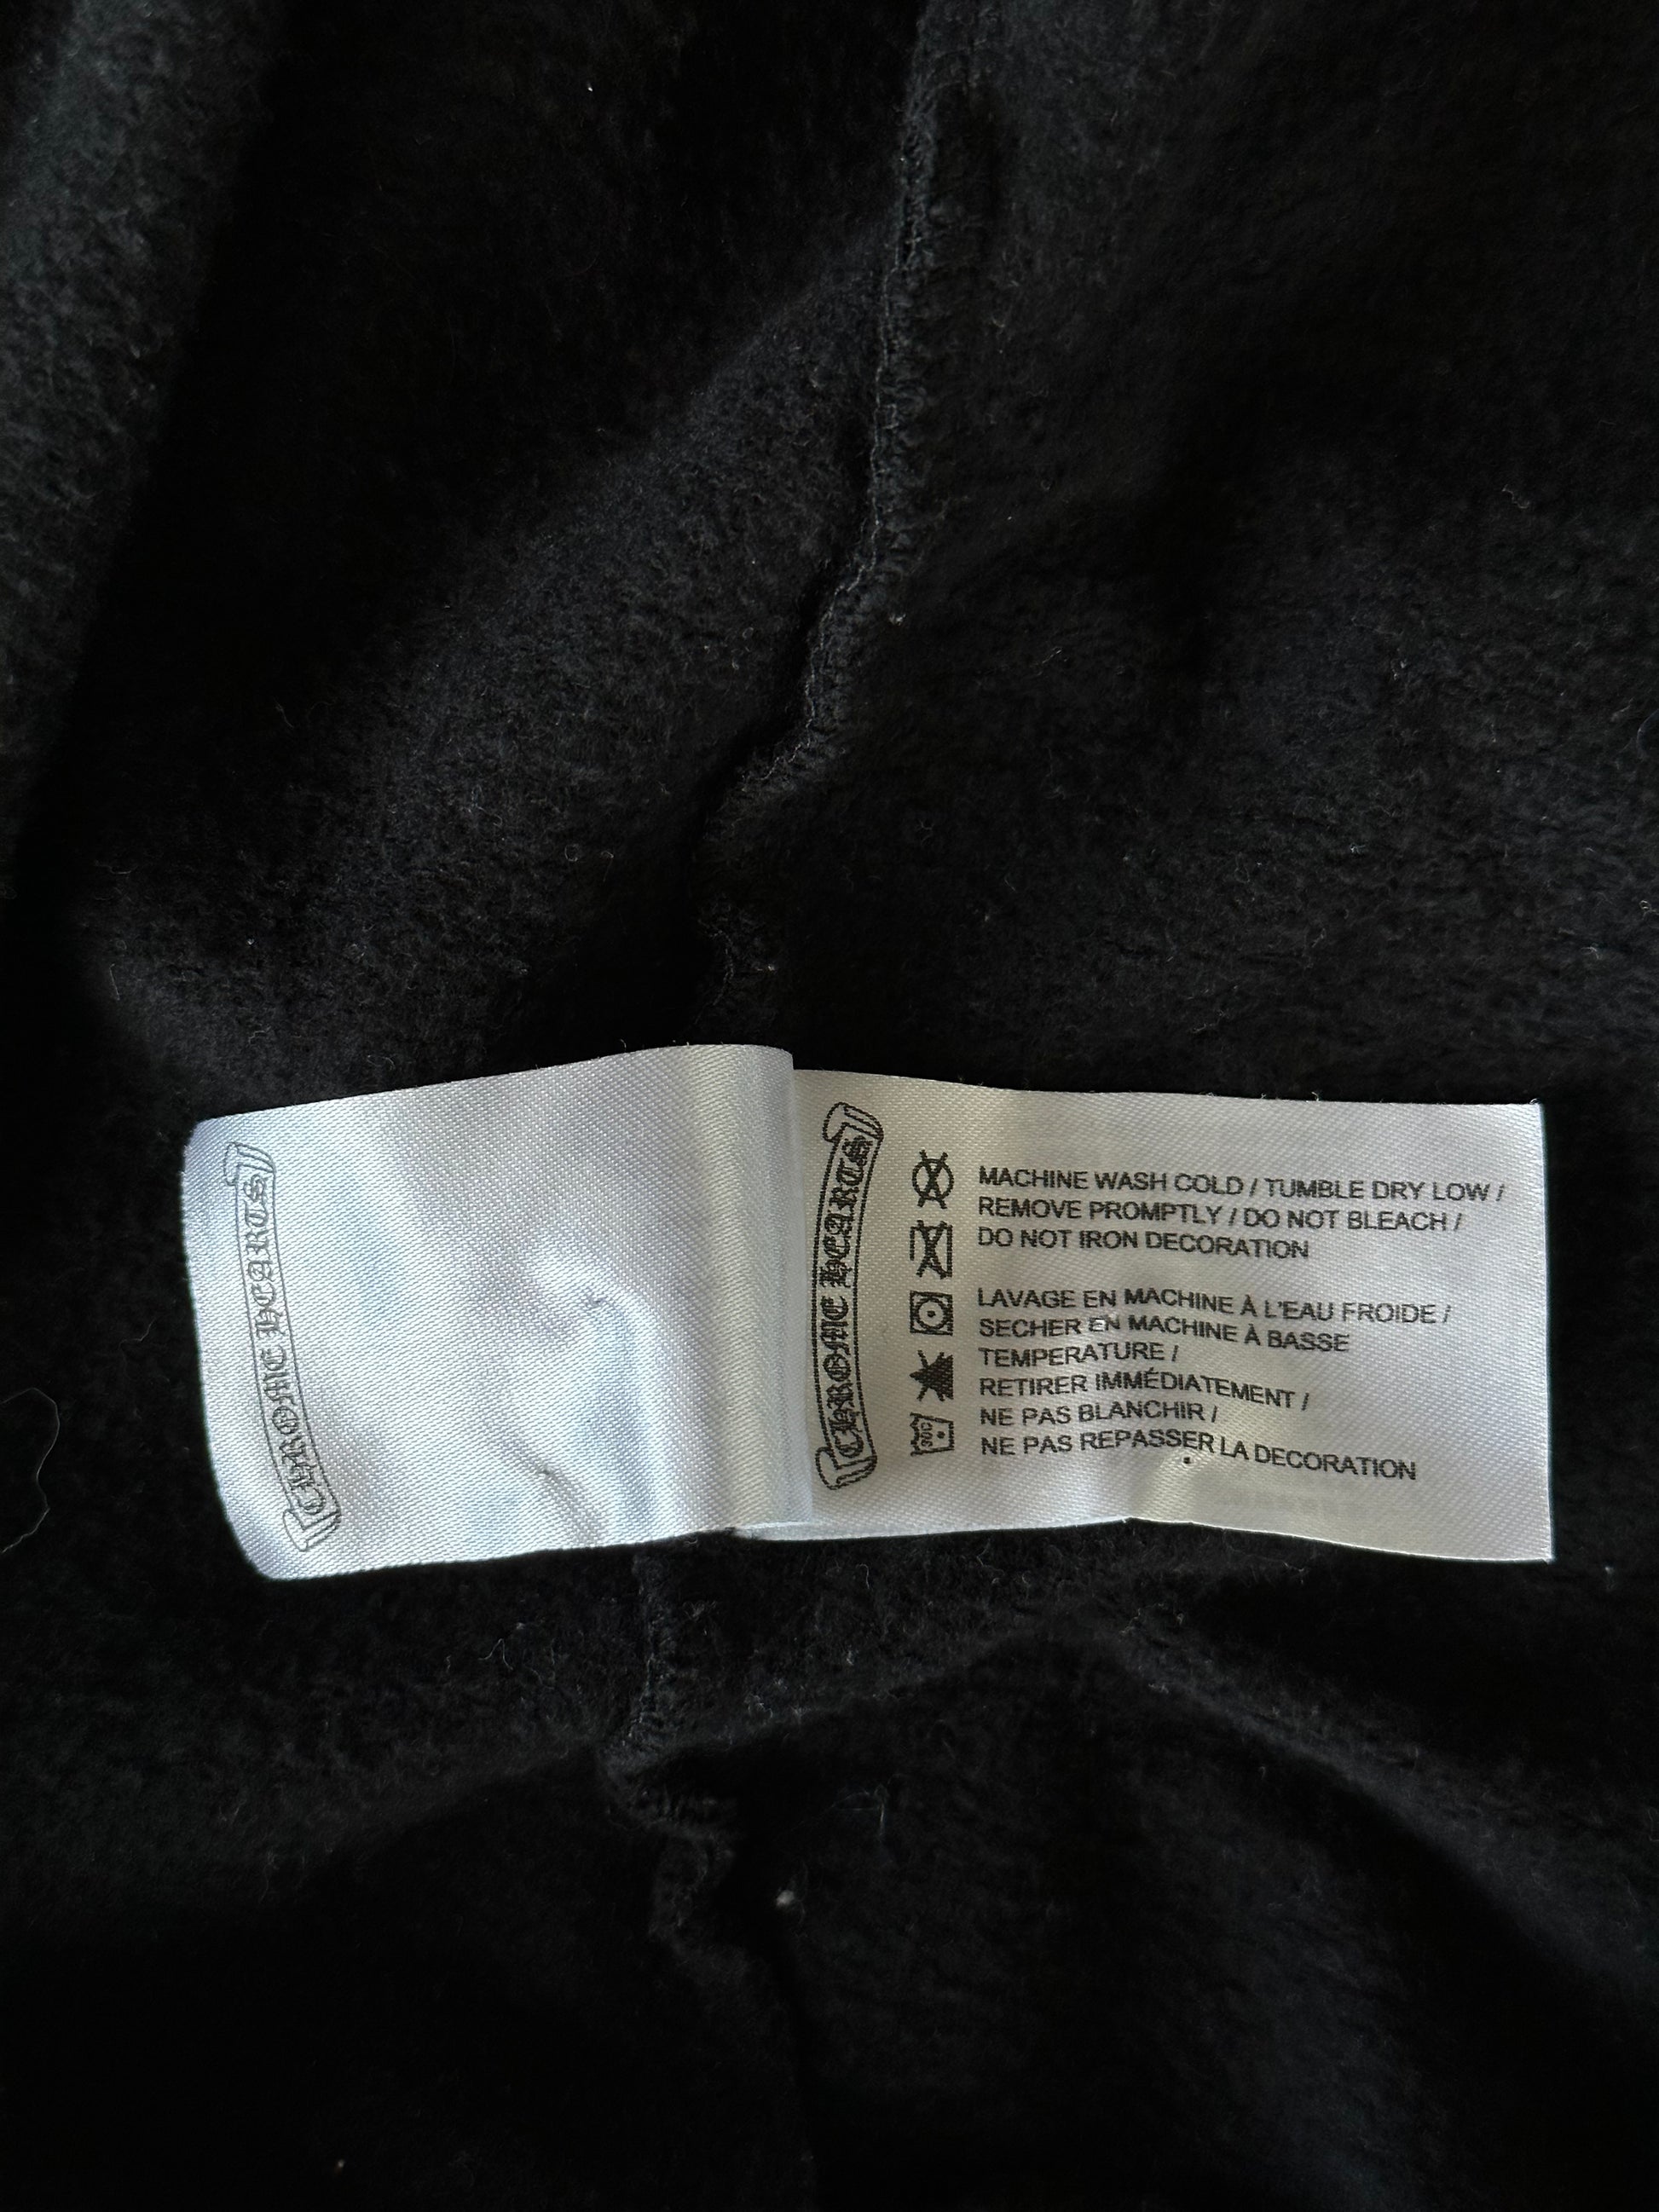 CHROME HEARTS
CHROME HEARTS
MACHINE WASH COLD / TUMBLE DRY LOW /
REMOVE PROMPTLY / DO NOT BLEACH /
DO NOT IRON DECORATION
LAVAGE EN MACHINE À L'EAU FROIDE /
SECHER EN MACHINE À BASSE
TEMPERATURE /
RETIRER IMMÉDIATEMENT /
NE PAS BLANCHIR /
NE PAS REPASSER LA DECORATION